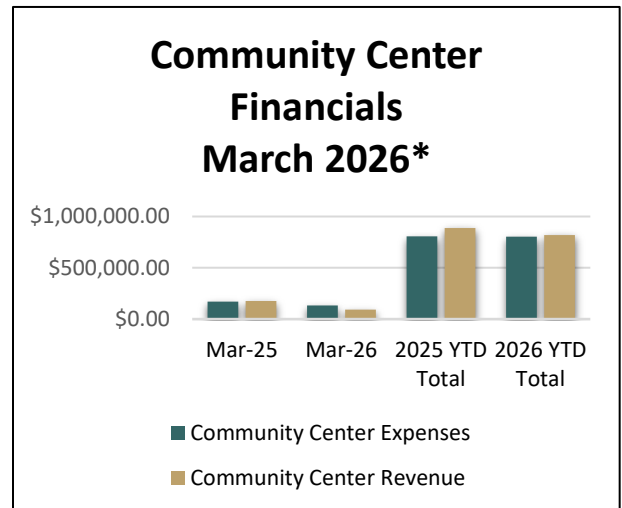 Community Center
Financials
March 2026*
$1,000,000.00
$500,000.00
$0.00
Mar-25 Mar-26 2025 YTD 2026 YTD
Total Total
Community Center Expenses
Community Center Revenue